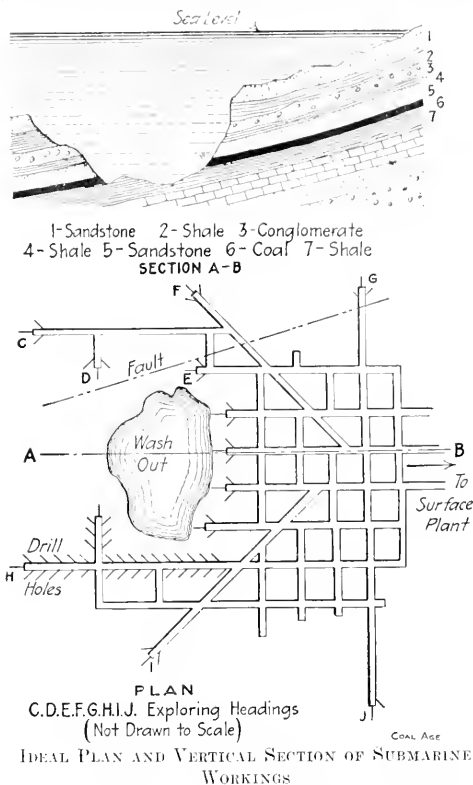 Sea Level
1
2
3
4
5
6
7
1-Sandstone 2-Shale 3-Conglomerate
4-Shale 5-Sandstone 6-Coal 7-Shale
SECTION A-B
G
F
C
D
Fault
E
A
Wash
Out
B
To
Surface
Plant
Drill
H
Holes
I
J
PLAN
C.D.E.F.G.H.I.J. Exploring Headings
(Not Drawn to Scale)
COAL AGE
IDEAL PLAN AND VERTICAL SECTION OF SUBMARINE
WORKINGS